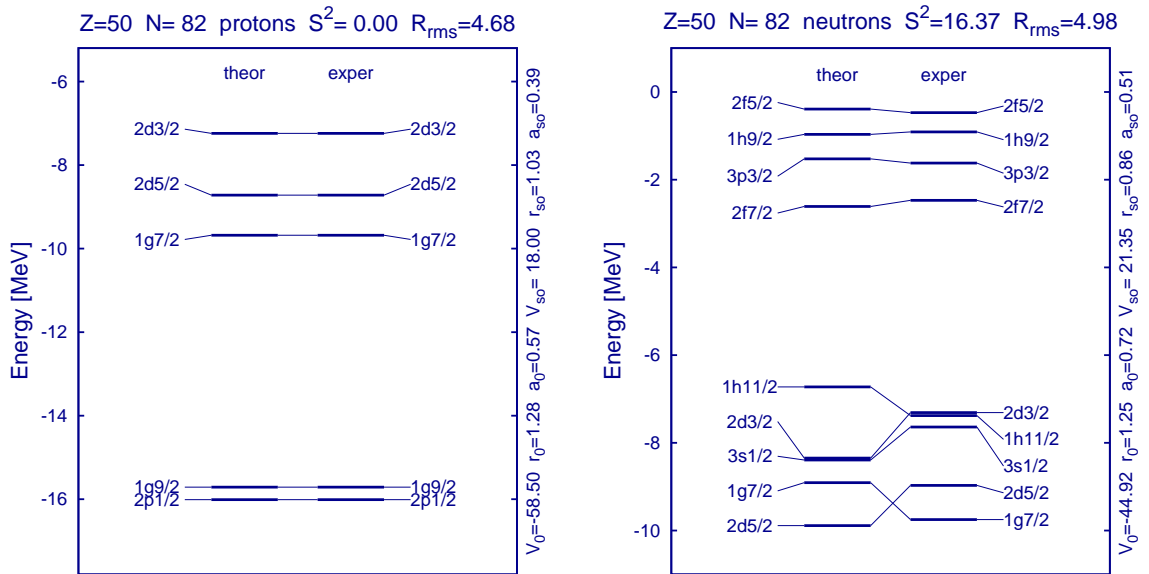 Z=50 N= 82 protons S²= 0.00 R_rms=4.68
theor exper
Energy [MeV]
-6
-8
-10
-12
-14
-16
2d3/2 2d3/2
2d5/2 2d5/2
1g7/2 1g7/2
1g9/2 1g9/2
2p1/2 2p1/2
V₀=-58.50 r₀=1.28 a₀=0.57 V_so= 18.00 r_so=1.03 a_so=0.39
Z=50 N= 82 neutrons S²=16.37 R_rms=4.98
theor exper
Energy [MeV]
0
-2
-4
-6
-8
-10
2f5/2 2f5/2
1h9/2 1h9/2
3p3/2 3p3/2
2f7/2 2f7/2
1h11/2 2d3/2
2d3/2 1h11/2
3s1/2 3s1/2
1g7/2 2d5/2
2d5/2 1g7/2
V₀=-44.92 r₀=1.25 a₀=0.72 V_so= 21.35 r_so=0.86 a_so=0.51